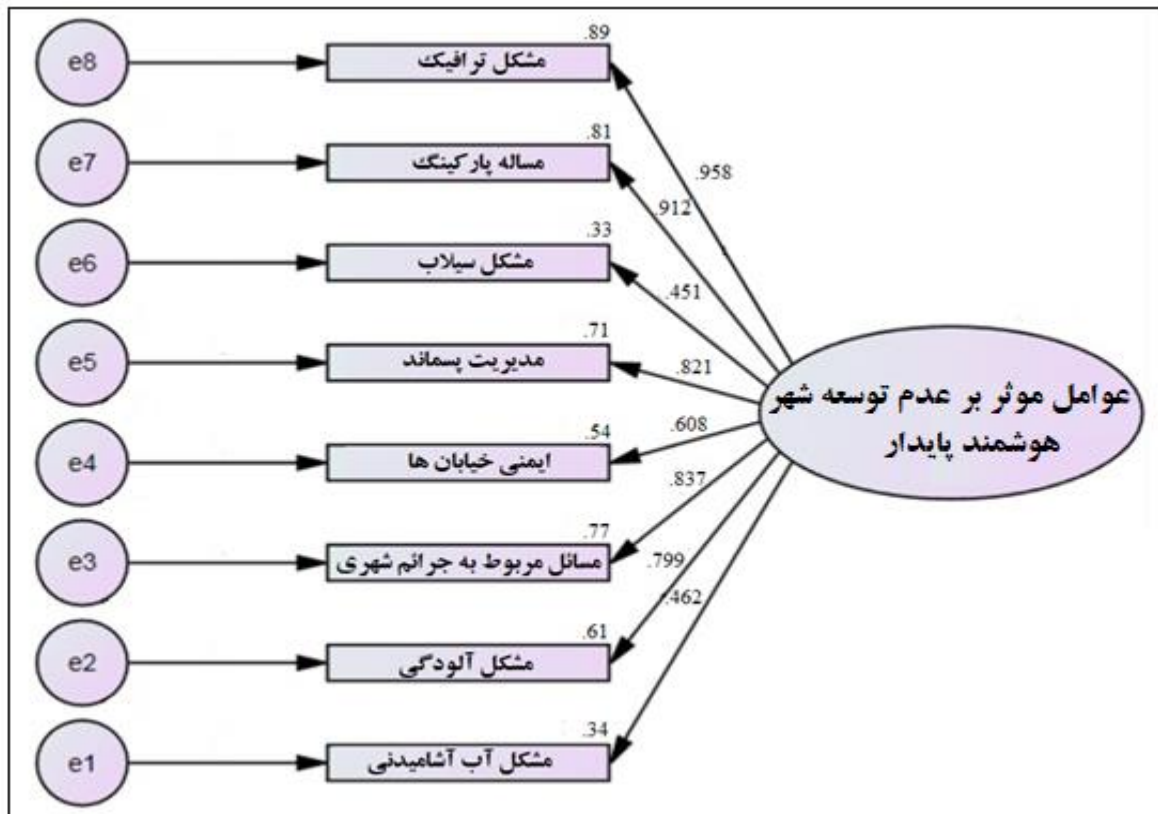 e8
مشکل ترافیک
.89
e7
مساله پارکینگ
.81
e6
مشکل سیلاب
.33
e5
مدیریت پسماند
.71
e4
ایمنی خیابان ها
.54
e3
مسائل مربوط به جرائم شهری
.77
e2
مشکل آلودگی
.61
e1
مشکل آب آشامیدنی
.34
.958
.912
.451
.821
.608
.837
.799
.462
عوامل موثر بر عدم توسعه شهر
هوشمند پایدار